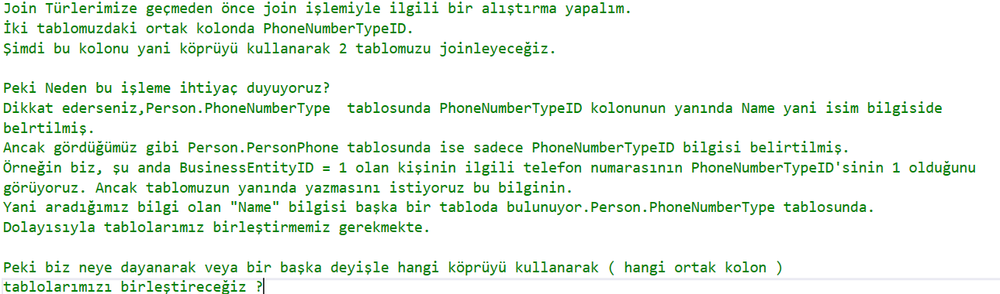 Join Türlerimize geçmeden önce join işlemiyle ilgili bir alıştırma yapalım.
İki tablomuzdaki ortak kolonda PhoneNumberTypeID.
Şimdi bu kolonu yani köprüyü kullanarak 2 tablomuzu joinleyeceğiz.
Peki Neden bu işleme ihtiyaç duyuyoruz?
Dikkat ederseniz,Person.PhoneNumberType  tablosunda PhoneNumberTypeID kolonunun yanında Name yani isim bilgiside
belrtilmiş.
Ancak gördüğümüz gibi Person.PersonPhone tablosunda ise sadece PhoneNumberTypeID bilgisi belirtilmiş.
Örneğin biz, şu anda BusinessEntityID = 1 olan kişinin ilgili telefon numarasının PhoneNumberTypeID'sinin 1 olduğunu
görüyoruz. Ancak tablomuzun yanında yazmasını istiyoruz bu bilginin.
Yani aradığımız bilgi olan "Name" bilgisi başka bir tabloda bulunuyor.Person.PhoneNumberType tablosunda.
Dolayısıyla tablolarımız birleştirmemiz gerekmekte.
Peki biz neye dayanarak veya bir başka deyişle hangi köprüyü kullanarak ( hangi ortak kolon )
tablolarımızı birleştireceğiz ?